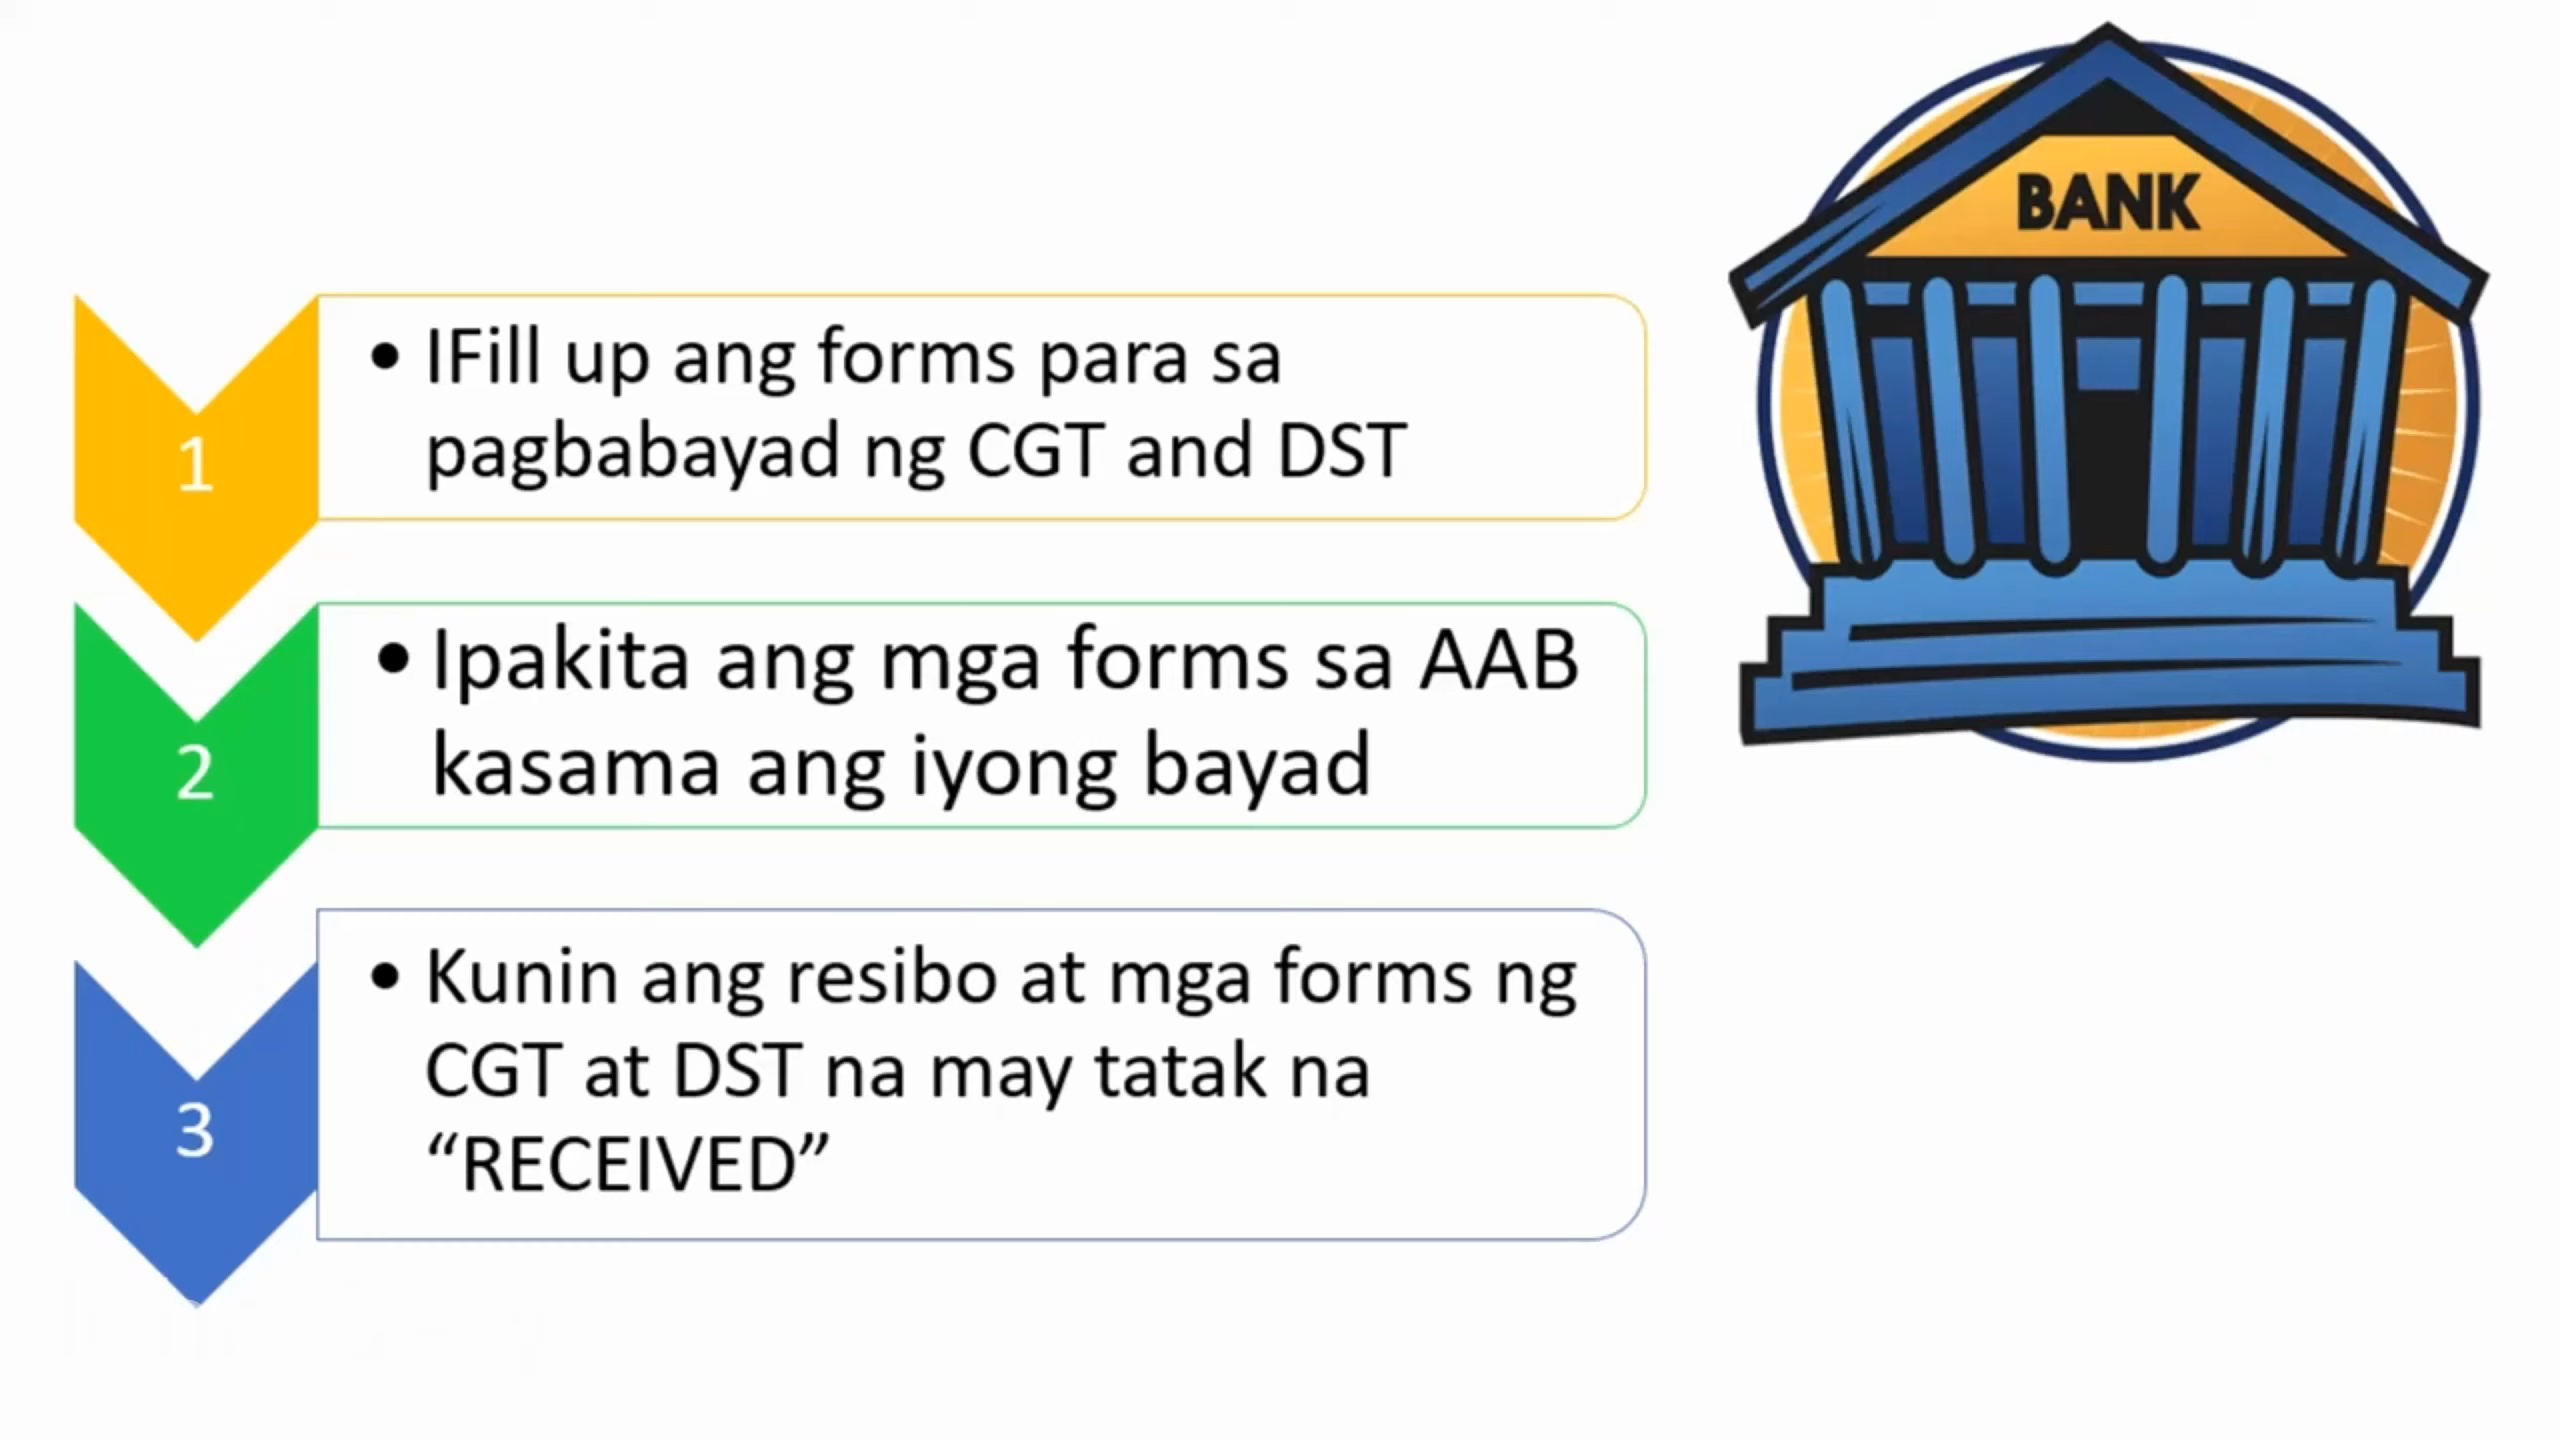 BANK
1
• IFill up ang forms para sa
pagbabayad ng CGT and DST
2
• Ipakita ang mga forms sa AAB
kasama ang iyong bayad
3
• Kunin ang resibo at mga forms ng
CGT at DST na may tatak na
“RECEIVED”